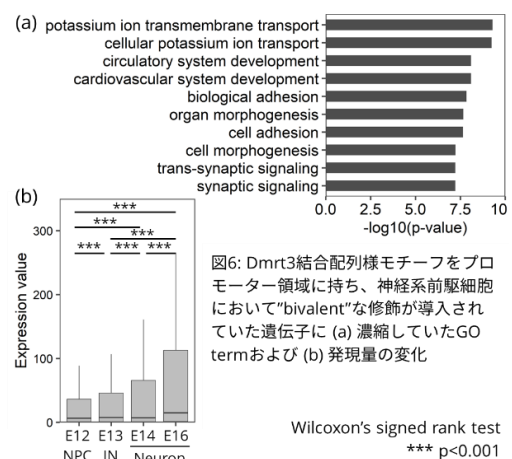 (a)
potassium ion transmembrane transport
cellular potassium ion transport
circulatory system development
cardiovascular system development
biological adhesion
organ morphogenesis
cell adhesion
cell morphogenesis
trans-synaptic signaling
synaptic signaling
0.0 2.5 5.0 7.5 10.0
-log10(p-value)
(b)
Expression value
300
200
100
0
***
***
***
*** *** ***
E12 E13 E14 E16
NPC IN Neuron
図6: Dmrt3結合配列様モチーフをプロ
モーター領域に持ち、神経系前駆細胞
において”bivalent”な修飾が導入され
ていた遺伝子に (a) 濃縮していたGO
termおよび (b) 発現量の変化
Wilcoxon’s signed rank test
*** p<0.001